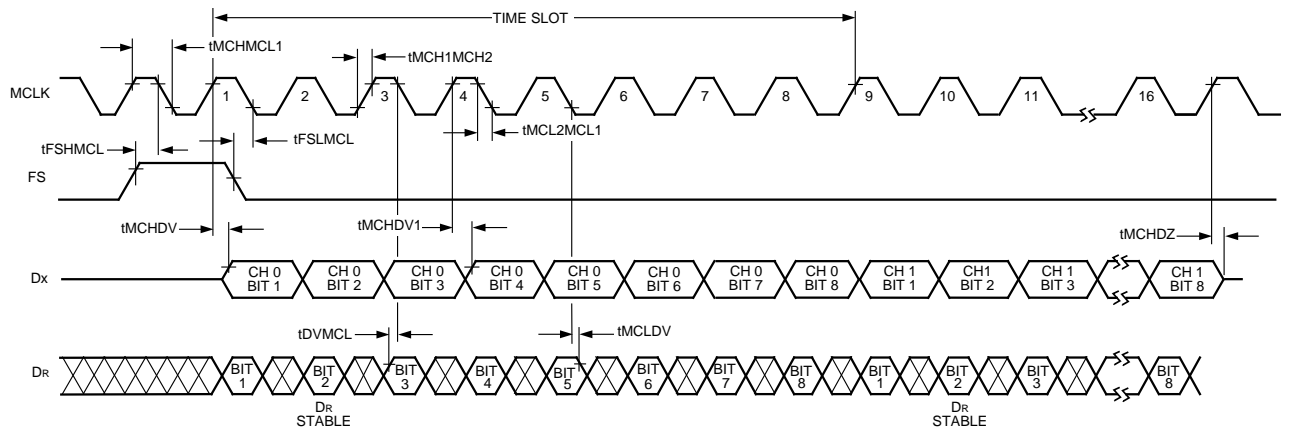 TIME SLOT
tMCHMCL1
tMCH1MCH2
MCLK
1 2 3 4 5 6 7 8 9 10 11 16
tMCL2MCL1
tFSLMCL
tFSHMCL
FS
tMCHDV
tMCHDV1
tMCHDZ
Dx
CH 0 CH 0 CH 0 CH 0 CH 0 CH 0 CH 0 CH 0 CH 1 CH1 CH 1 CH 1
BIT 1 BIT 2 BIT 3 BIT 4 BIT 5 BIT 6 BIT 7 BIT 8 BIT 1 BIT 2 BIT 3 BIT 8
tDVMCL
tMCLDV
DR
BIT BIT BIT BIT BIT BIT BIT BIT BIT BIT BIT BIT
1 2 3 4 5 6 7 8 1 2 3 8
DR DR
STABLE STABLE